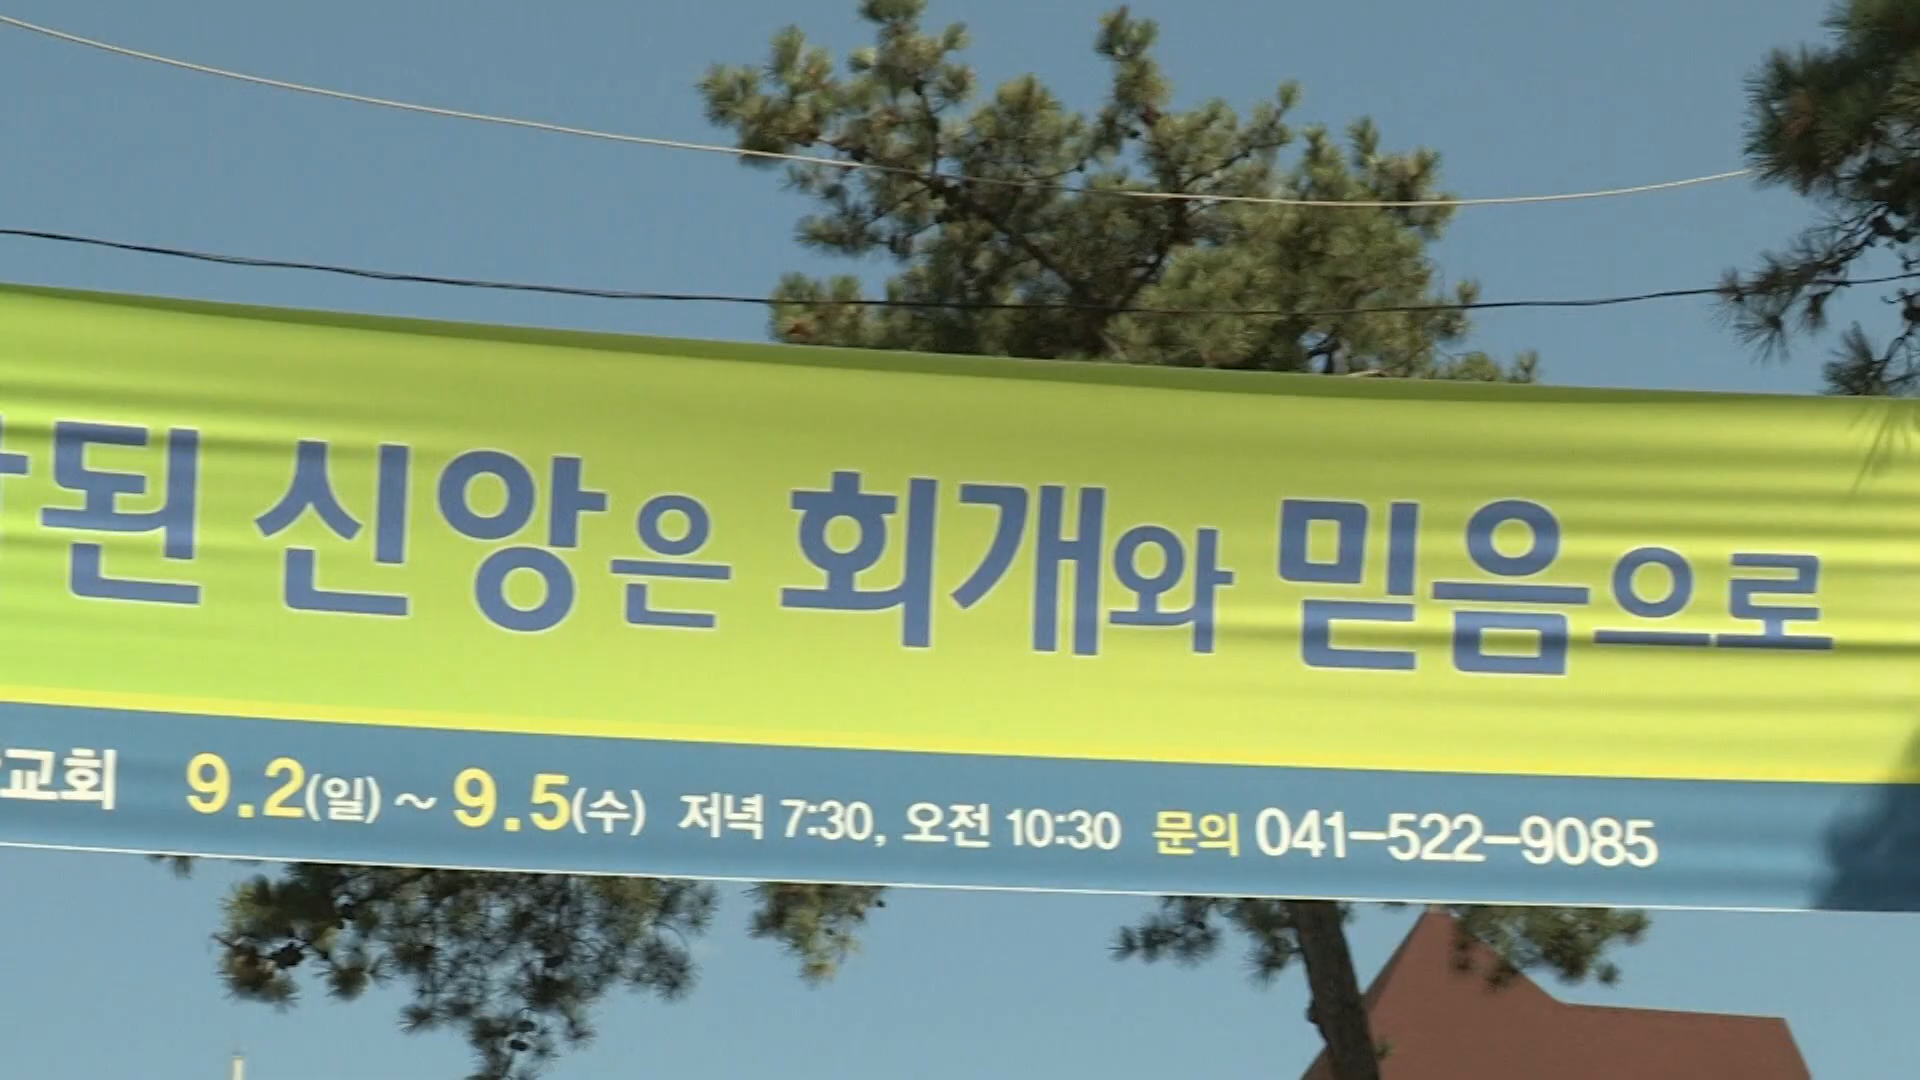 된 신앙은 회개와 믿음으로
교회 9.2(일) ~ 9.5(수) 저녁 7:30, 오전 10:30 문의 041-522-9085